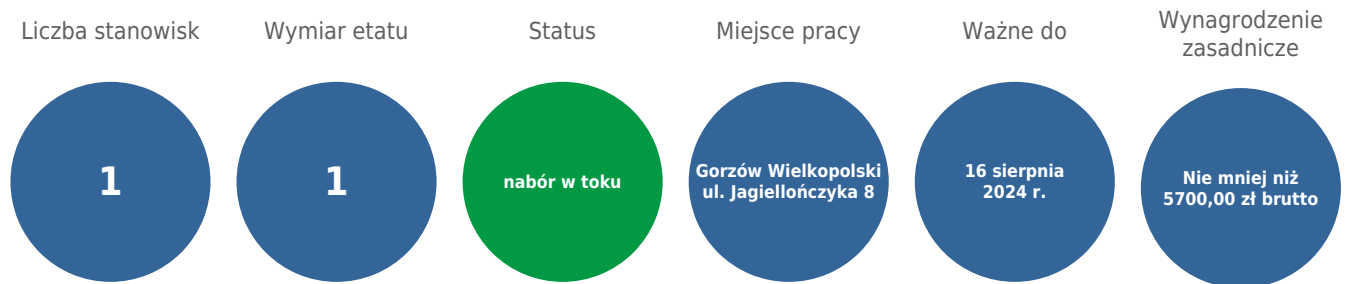 Liczba stanowisk
Wymiar etatu
Status
Miejsce pracy
Ważne do
Wynagrodzenie
zasadnicze
1
1
nabór w toku
Gorzów Wielkopolski
ul. Jagiellończyka 8
16 sierpnia
2024 r.
Nie mniej niż
5700,00 zł brutto